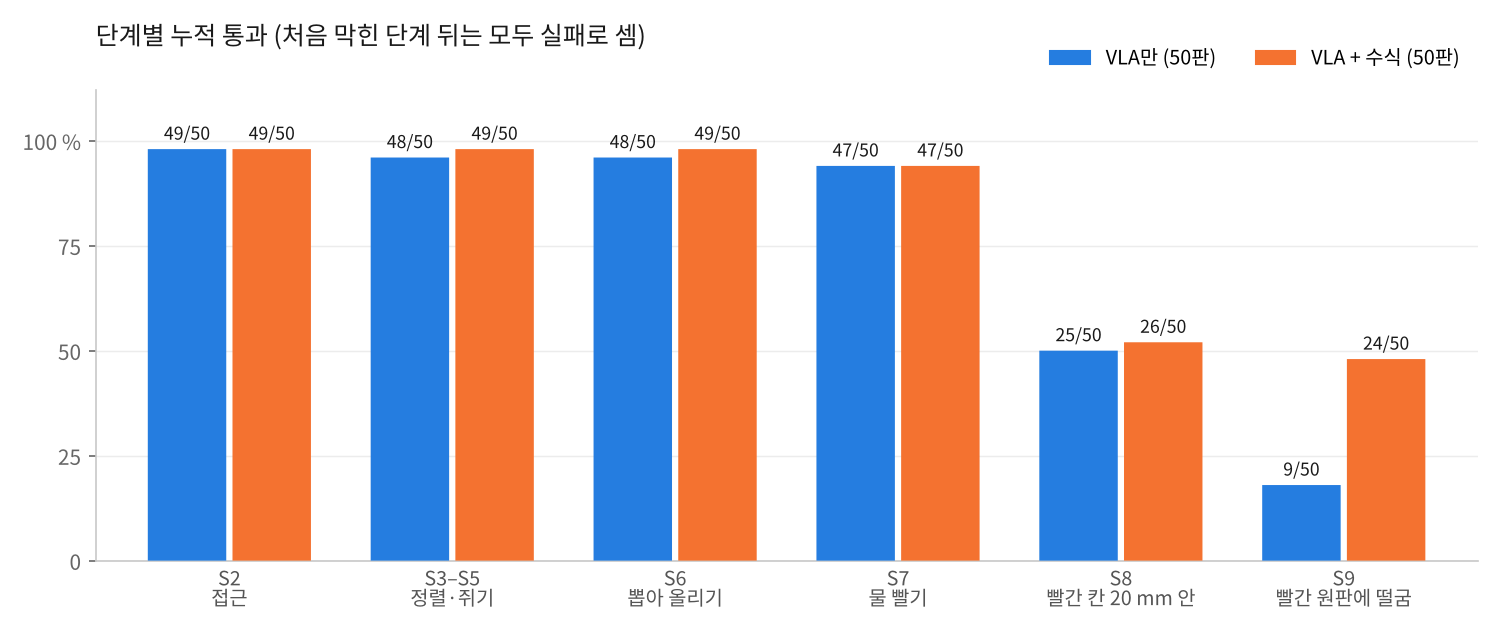 단계별 누적 통과 (처음 막힌 단계 뒤는 모두 실패로 셈)
VLA만 (50판) VLA + 수식 (50판)
100 %
75
50
25
0
49/50 49/50
48/50 49/50
48/50 49/50
47/50 47/50
25/50 26/50
9/50 24/50
S2
접근
S3–S5
정렬·쥐기
S6
뽑아 올리기
S7
물 빨기
S8
빨간 칸 20 mm 안
S9
빨간 원판에 떨굼